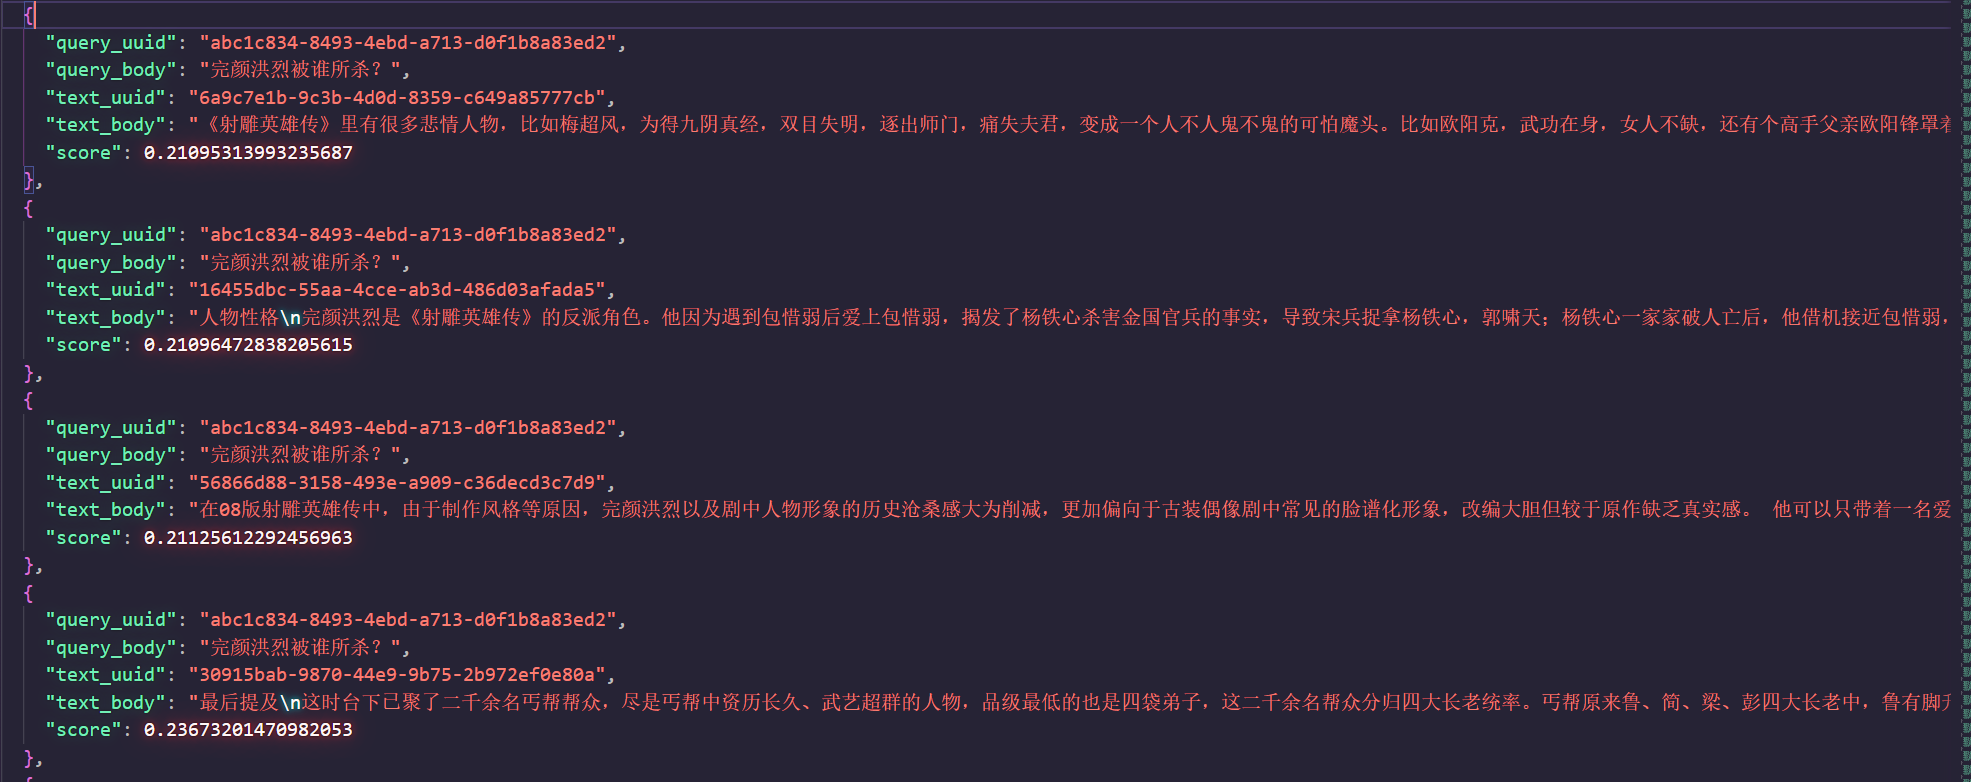 {
"query_uuid": "abc1c834-8493-4ebd-a713-d0f1b8a83ed2",
"query_body": "完颜洪烈被谁所杀？",
"text_uuid": "6a9c7e1b-9c3b-4d0d-8359-c649a85777cb",
"text_body": "《射雕英雄传》里有很多悲情人物，比如梅超风，为得九阴真经，双目失明，逐出师门，痛失夫君，变成一个人不人鬼不鬼的可怕魔头。比如欧阳克，武功在身，女人不缺，还有个高手父亲欧阳锋罩着
"score": 0.21095313993235687
},
{
"query_uuid": "abc1c834-8493-4ebd-a713-d0f1b8a83ed2",
"query_body": "完颜洪烈被谁所杀？",
"text_uuid": "16455dbc-55aa-4cce-ab3d-486d03afada5",
"text_body": "人物性格\n完颜洪烈是《射雕英雄传》的反派角色。他因为遇到包惜弱后爱上包惜弱，揭发了杨铁心杀害金国官兵的事实，导致宋兵捉拿杨铁心，郭啸天；杨铁心一家家破人亡后，他借机接近包惜弱，
"score": 0.21096472838205615
},
{
"query_uuid": "abc1c834-8493-4ebd-a713-d0f1b8a83ed2",
"query_body": "完颜洪烈被谁所杀？",
"text_uuid": "56866d88-3158-493e-a909-c36decd3c7d9",
"text_body": "在08版射雕英雄传中，由于制作风格等原因，完颜洪烈以及剧中人物形象的历史沧桑感大为削减，更加偏向于古装偶像剧中常见的脸谱化形象，改编大胆但较于原作缺乏真实感。 他可以只带着一名爱
"score": 0.21125612292456963
},
{
"query_uuid": "abc1c834-8493-4ebd-a713-d0f1b8a83ed2",
"query_body": "完颜洪烈被谁所杀？",
"text_uuid": "30915bab-9870-44e9-9b75-2b972ef0e80a",
"text_body": "最后提及\n这时台下已聚了二千余名丐帮帮众，尽是丐帮中资历长久、武艺超群的人物，品级最低的也是四袋弟子，这二千余名帮众分归四大长老统率。丐帮原来鲁、简、梁、彭四大长老中，鲁有脚
"score": 0.23673201470982053
},